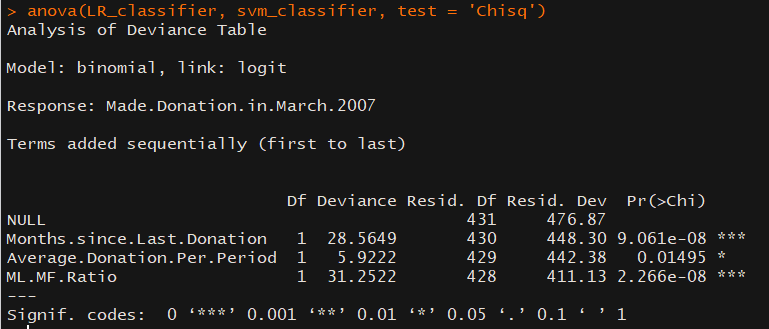 > anova(LR_classifier, svm_classifier, test = 'Chisq')
Analysis of Deviance Table
Model: binomial, link: logit
Response: Made.Donation.in.March.2007
Terms added sequentially (first to last)
Df Deviance Resid. Df Resid. Dev Pr(>Chi)
NULL 431 476.87
Months.since.Last.Donation 1 28.5649 430 448.30 9.061e-08 ***
Average.Donation.Per.Period 1 5.9222 429 442.38 0.01495 *
ML.MF.Ratio 1 31.2522 428 411.13 2.266e-08 ***
---
Signif. codes: 0 ‘***’ 0.001 ‘**’ 0.01 ‘*’ 0.05 ‘.’ 0.1 ‘ ’ 1